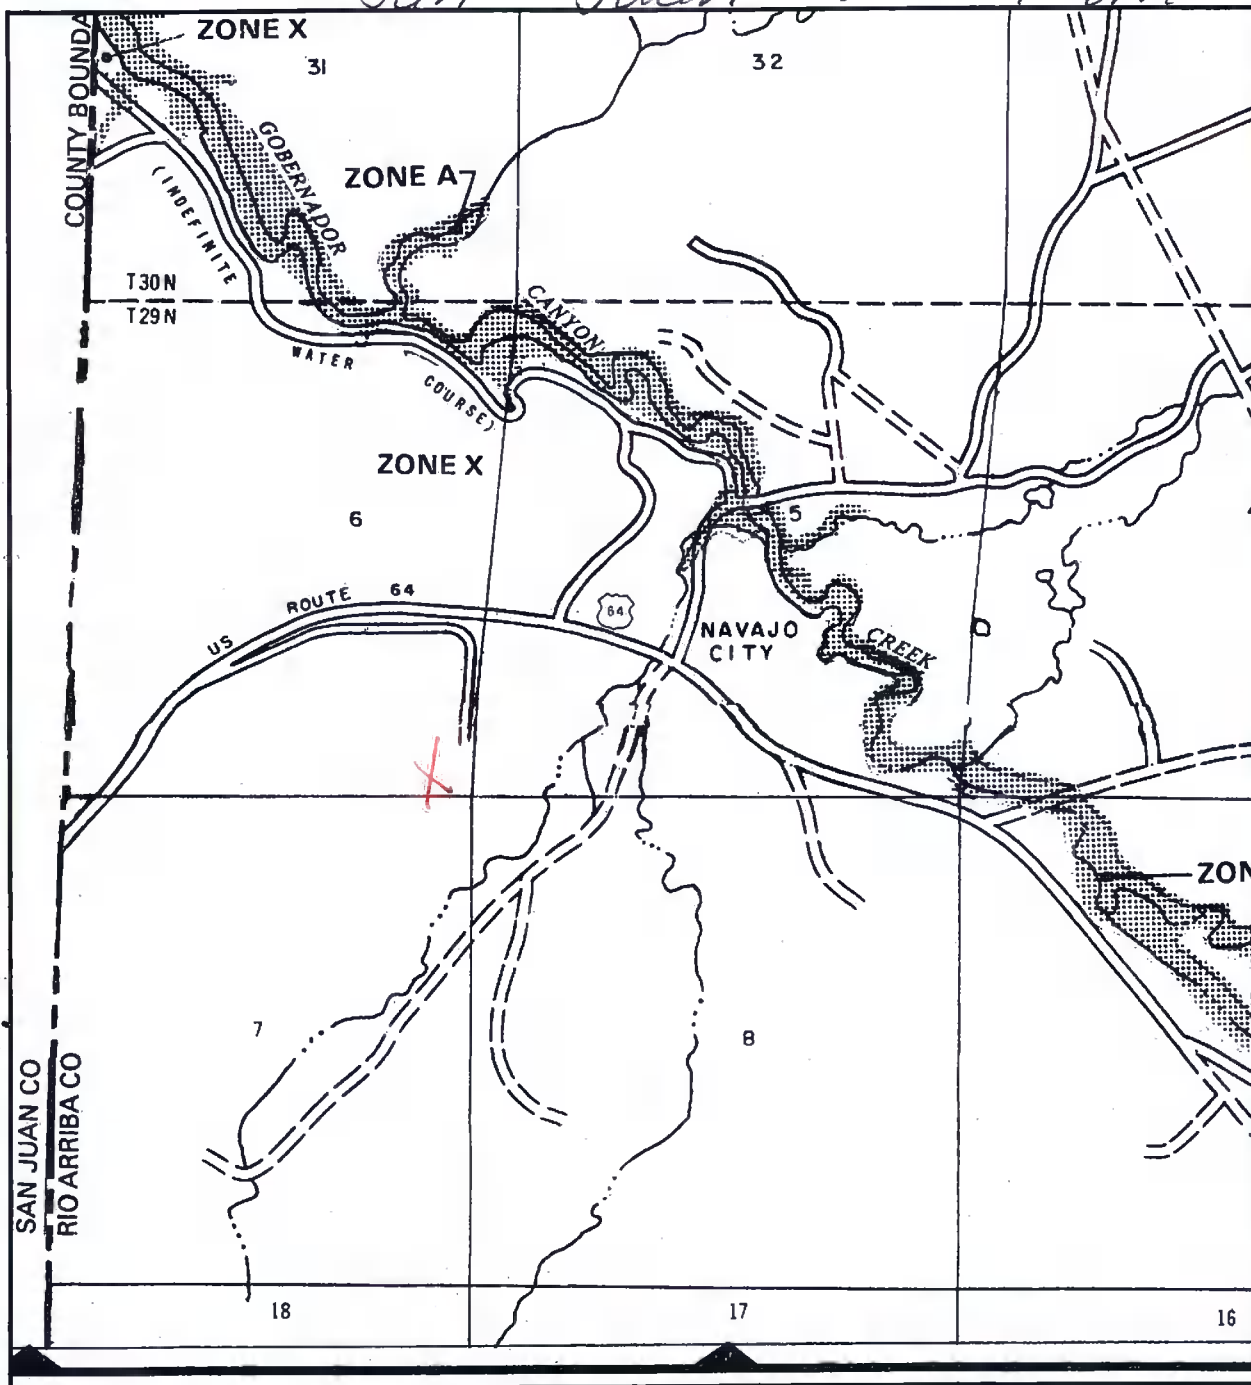 ZONE X
31
32
COUNTY BOUNDA
GOBERNADOR
ZONE A
(INDEFINITE
T30N
T29N
CANYON
WATER
COURSE)
ZONE X
6
5
ROUTE 64
US
64
NAVAJO
CITY
CREEK
ZON
7
8
SAN JUAN CO
RIO ARRIBA CO
18
17
16